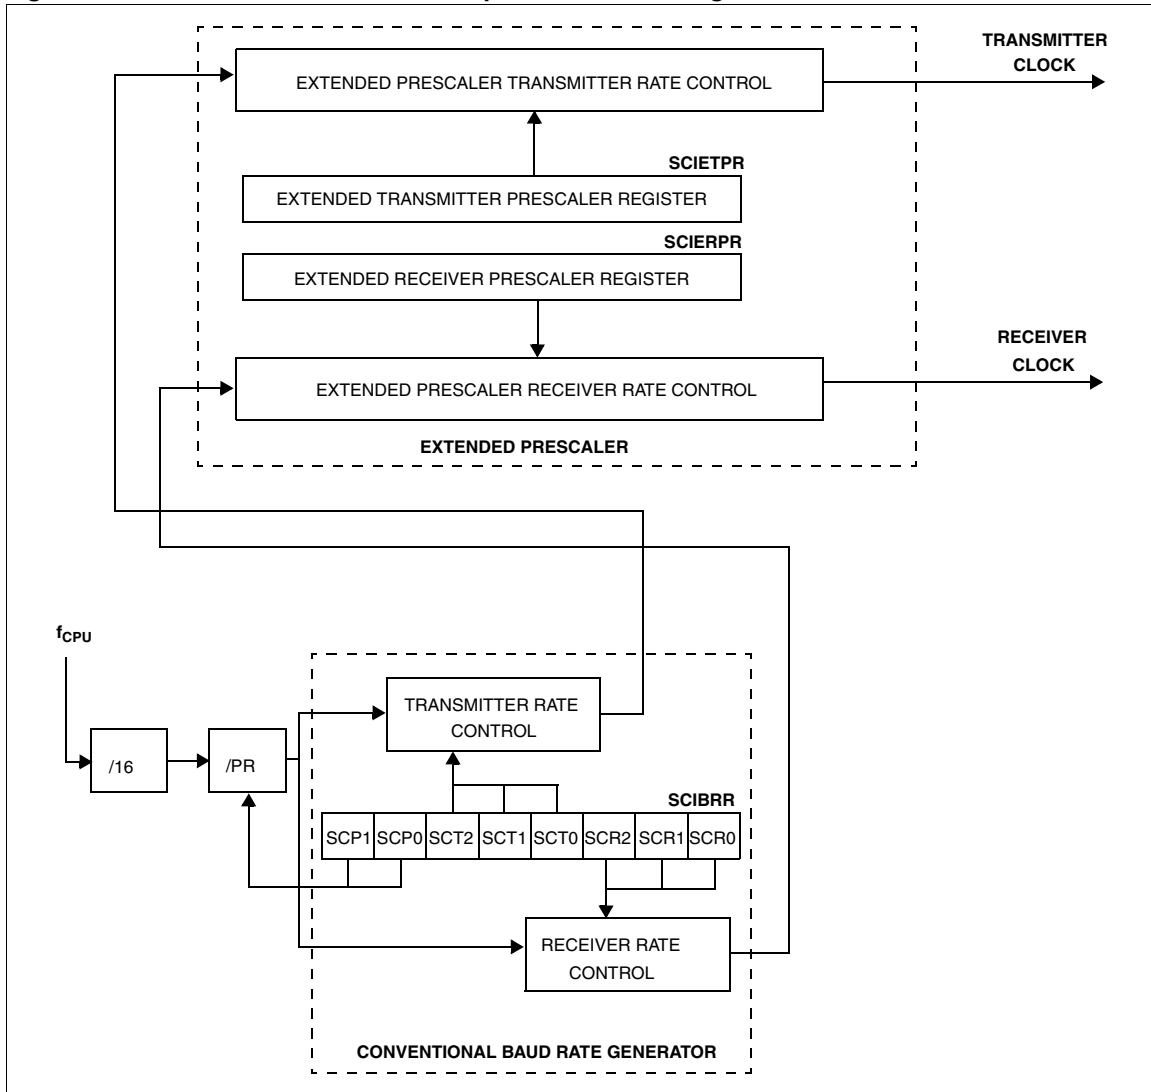 TRANSMITTER
CLOCK
EXTENDED PRESCALER TRANSMITTER RATE CONTROL
SCIETPR
EXTENDED TRANSMITTER PRESCALER REGISTER
SCIERPR
EXTENDED RECEIVER PRESCALER REGISTER
RECEIVER
CLOCK
EXTENDED PRESCALER RECEIVER RATE CONTROL
EXTENDED PRESCALER
fCPU
TRANSMITTER RATE
CONTROL
/16
/PR
SCIBRR
SCP1 SCP0 SCT2 SCT1 SCT0 SCR2 SCR1 SCR0
RECEIVER RATE
CONTROL
CONVENTIONAL BAUD RATE GENERATOR